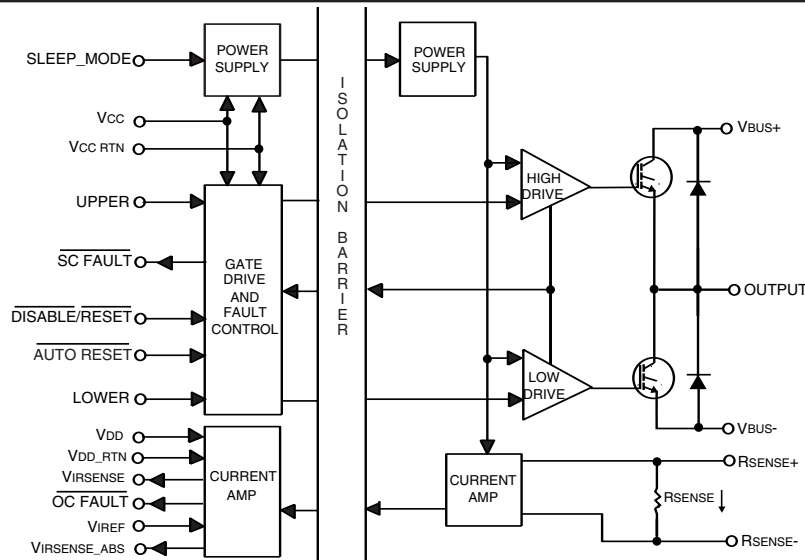 SLEEP_MODE
POWER
SUPPLY
POWER
SUPPLY
ISOLATION BARRIER
VCC
VCC RTN
VBUS+
HIGH
DRIVE
UPPER
SC FAULT
GATE
DRIVE
AND
FAULT
CONTROL
OUTPUT
DISABLE/RESET
AUTO RESET
LOW
DRIVE
LOWER
VBUS-
VDD
VDD_RTN
VIRSENSE
OC FAULT
VIREF
VIRSENSE_ABS
CURRENT
AMP
CURRENT
AMP
RSENSE+
RSENSE
RSENSE-